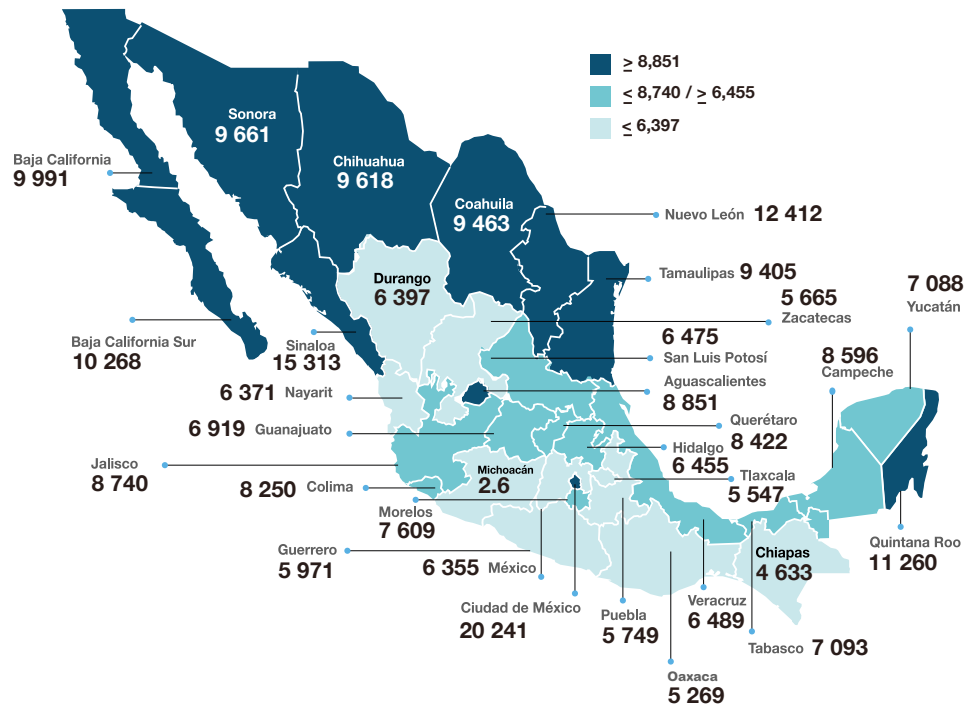 ≥ 8,851
≤ 8,740 / ≥ 6,455
≤ 6,397
Sonora
9 661
Baja California
9 991
Chihuahua
9 618
Coahuila
9 463
Nuevo León 12 412
Tamaulipas 9 405
Durango
6 397
5 665
Zacatecas
7 088
Yucatán
Baja California Sur
10 268
Sinaloa
15 313
6 475
San Luis Potosí
8 596
Campeche
6 371 Nayarit
Aguascalientes
8 851
6 919 Guanajuato
Querétaro
8 422
Hidalgo
6 455
Jalisco
8 740
8 250 Colima
Michoacán
2.6
Tlaxcala
5 547
Morelos
7 609
Guerrero
5 971
6 355 México
Chiapas
4 633
Quintana Roo
11 260
Ciudad de México
20 241
Puebla
5 749
Veracruz
6 489
Tabasco 7 093
Oaxaca
5 269